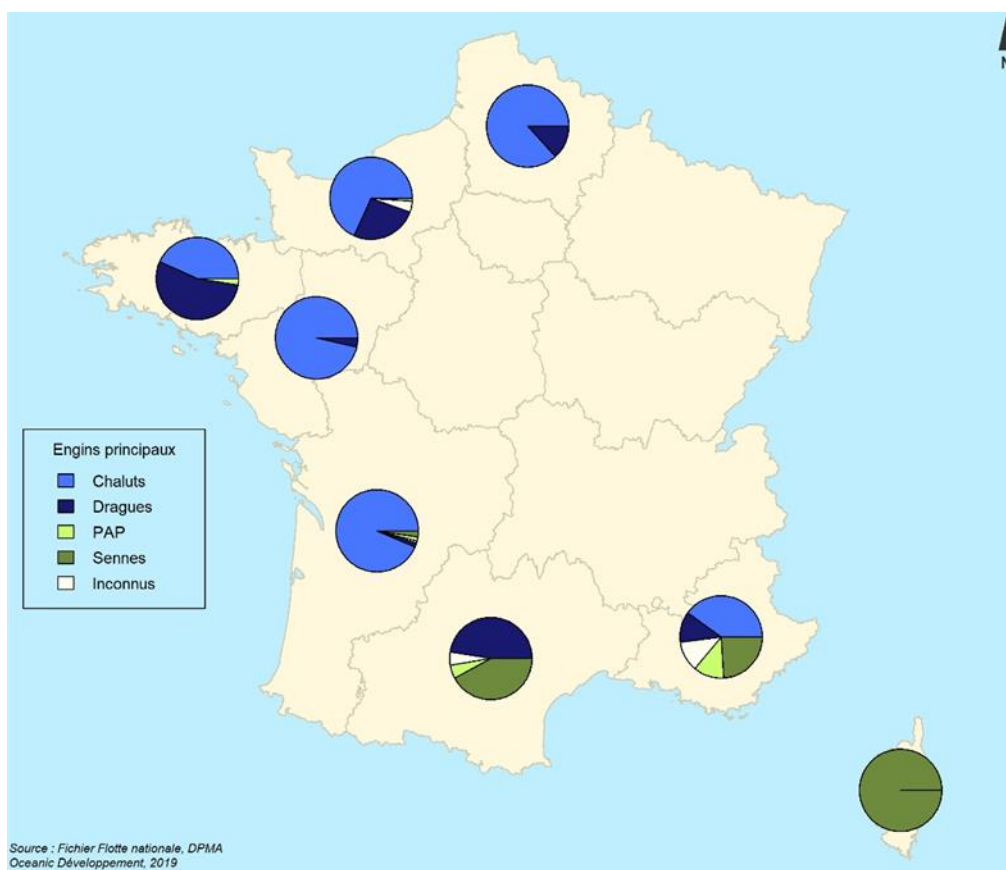 N
Engins principaux
Chaluts
Dragues
PAP
Sennes
Inconnus
Source : Fichier Flotte nationale, DPMA
Oceanic Développement, 2019